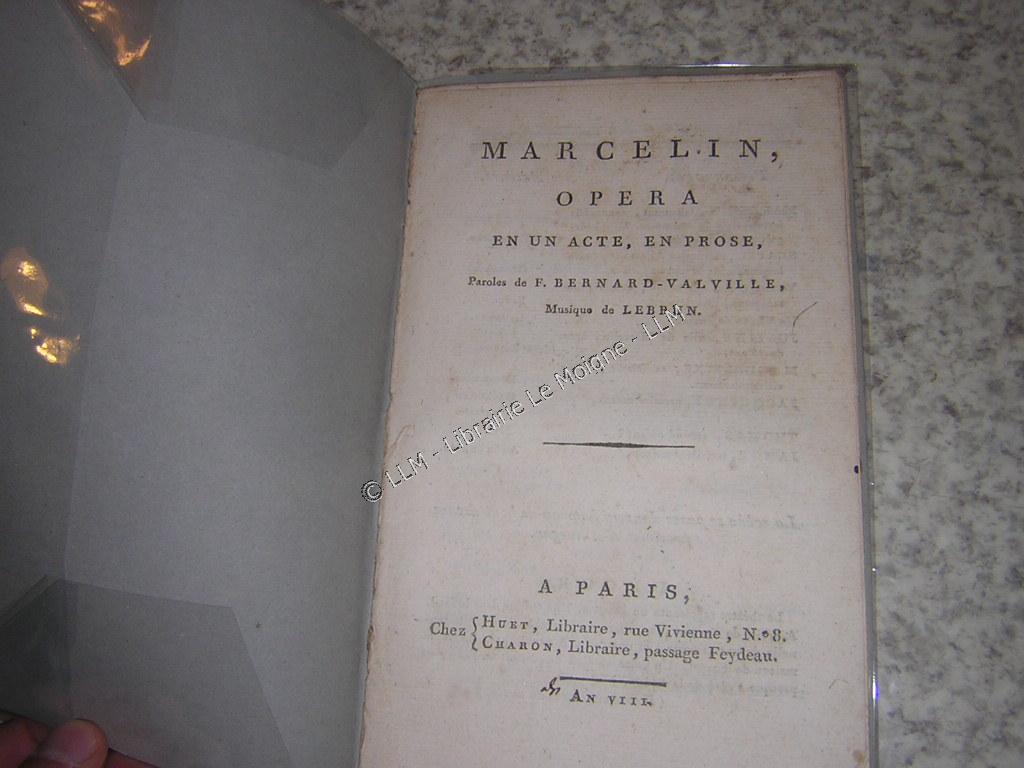 MARCELIN,
OPERA
EN UN ACTE, EN PROSE,
Paroles de F. BERNARD-VALVILLE,
Musique de LEBRUN.
© LLM - Librairie Le Moigne - LLM
A PARIS,
Chez { HUET, Libraire, rue Vivienne, N.º 8.
CHARON, Libraire, passage Feydeau.
AN VIII.